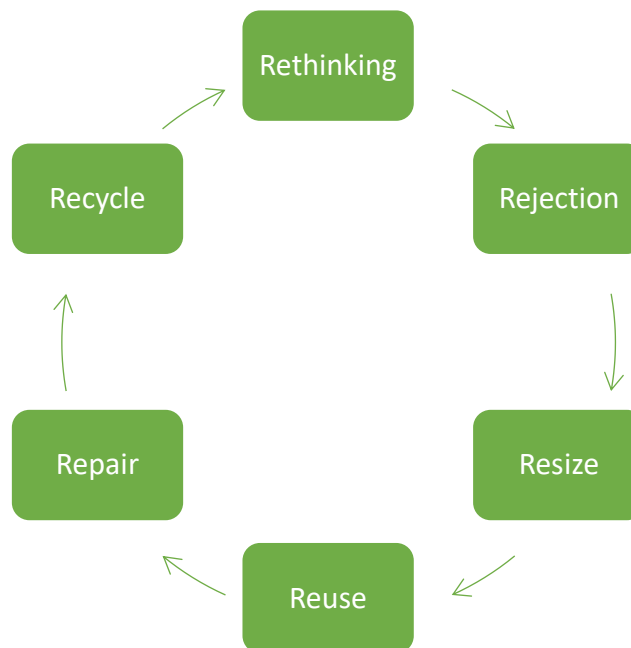 Rethinking
Rejection
Resize
Reuse
Repair
Recycle